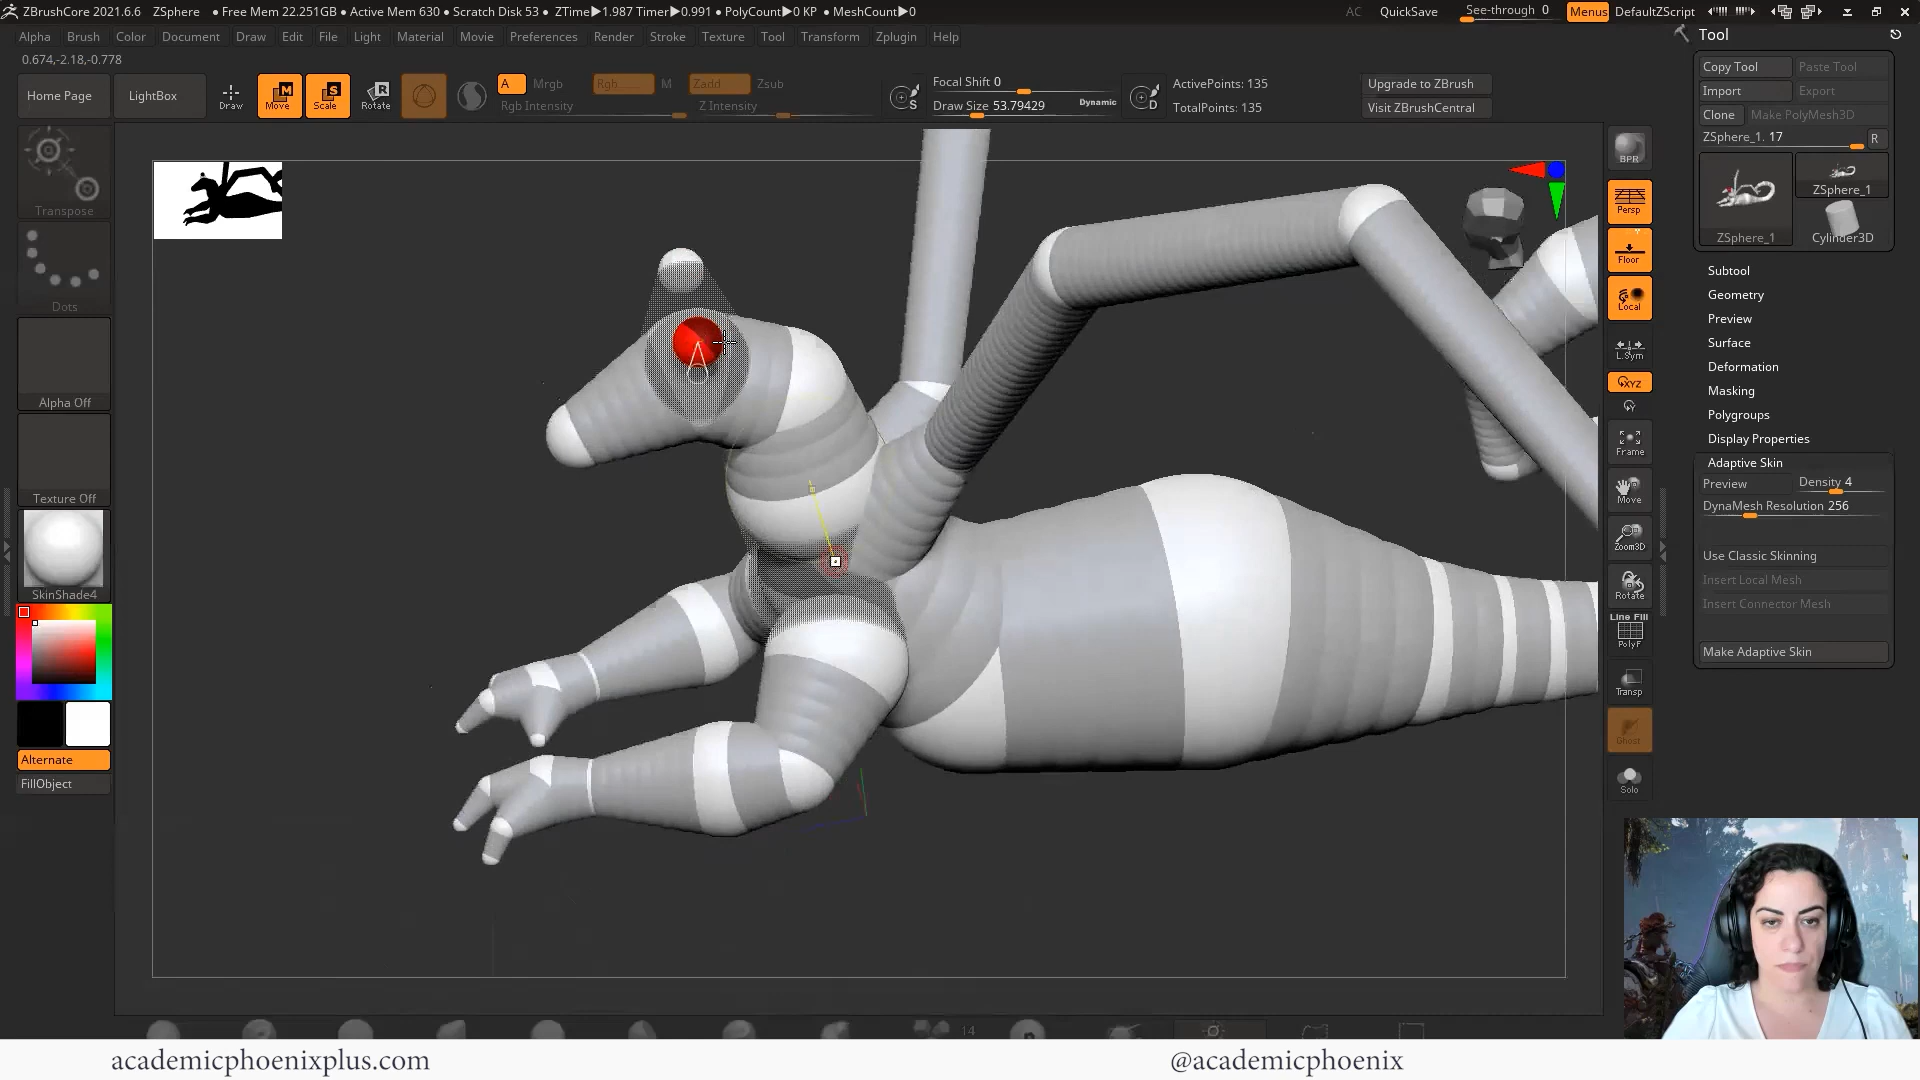 ZBrushCore 2021.6.6 ZSphere • Free Mem 22.251GB • Active Mem 630 • Scratch Disk 53 • ZTime▶1.987 Timer▶0.991 • PolyCount▶0 KP • MeshCount▶0 AC QuickSave See-through 0 Menus DefaultZScript
Alpha Brush Color Document Draw Edit File Light Material Movie Preferences Render Stroke Texture Tool Transform Zplugin Help
Tool
0.674,-2.18,-0.778
Home Page
LightBox
Draw
M
Move
S
Scale
R
Rotate
A
Mrgb
Rgb
M
Zadd
Zsub
Rgb Intensity
Z Intensity
S
Focal Shift 0
Draw Size 53.79429
Dynamic
D
ActivePoints: 135
TotalPoints: 135
Upgrade to ZBrush
Visit ZBrushCentral
Copy Tool
Paste Tool
Import
Export
Clone
Make PolyMesh3D
ZSphere_1. 17
R
ZSphere_1
ZSphere_1
Cylinder3D
Subtool
Geometry
Preview
Surface
Deformation
Masking
Polygroups
Display Properties
Adaptive Skin
Preview
Density 4
DynaMesh Resolution 256
Use Classic Skinning
Insert Local Mesh
Insert Connector Mesh
Make Adaptive Skin
Transpose
Dots
Alpha Off
Texture Off
SkinShade4
Alternate
FillObject
BPR
Persp
Floor
Local
L.Sym
XYZ
Y
Frame
Move
Zoom3D
Rotate
Line Fill
PolyF
Transp
Ghost
Solo
14
academicphoenixplus.com
@academicphoenix